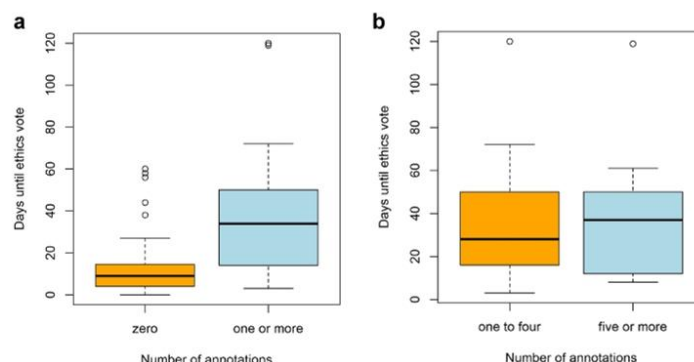 a
Days until ethics vote
0
20
40
60
80
100
120
zero
one or more
Number of annotations
b
Days until ethics vote
0
20
40
60
80
100
120
one to four
five or more
Number of annotations